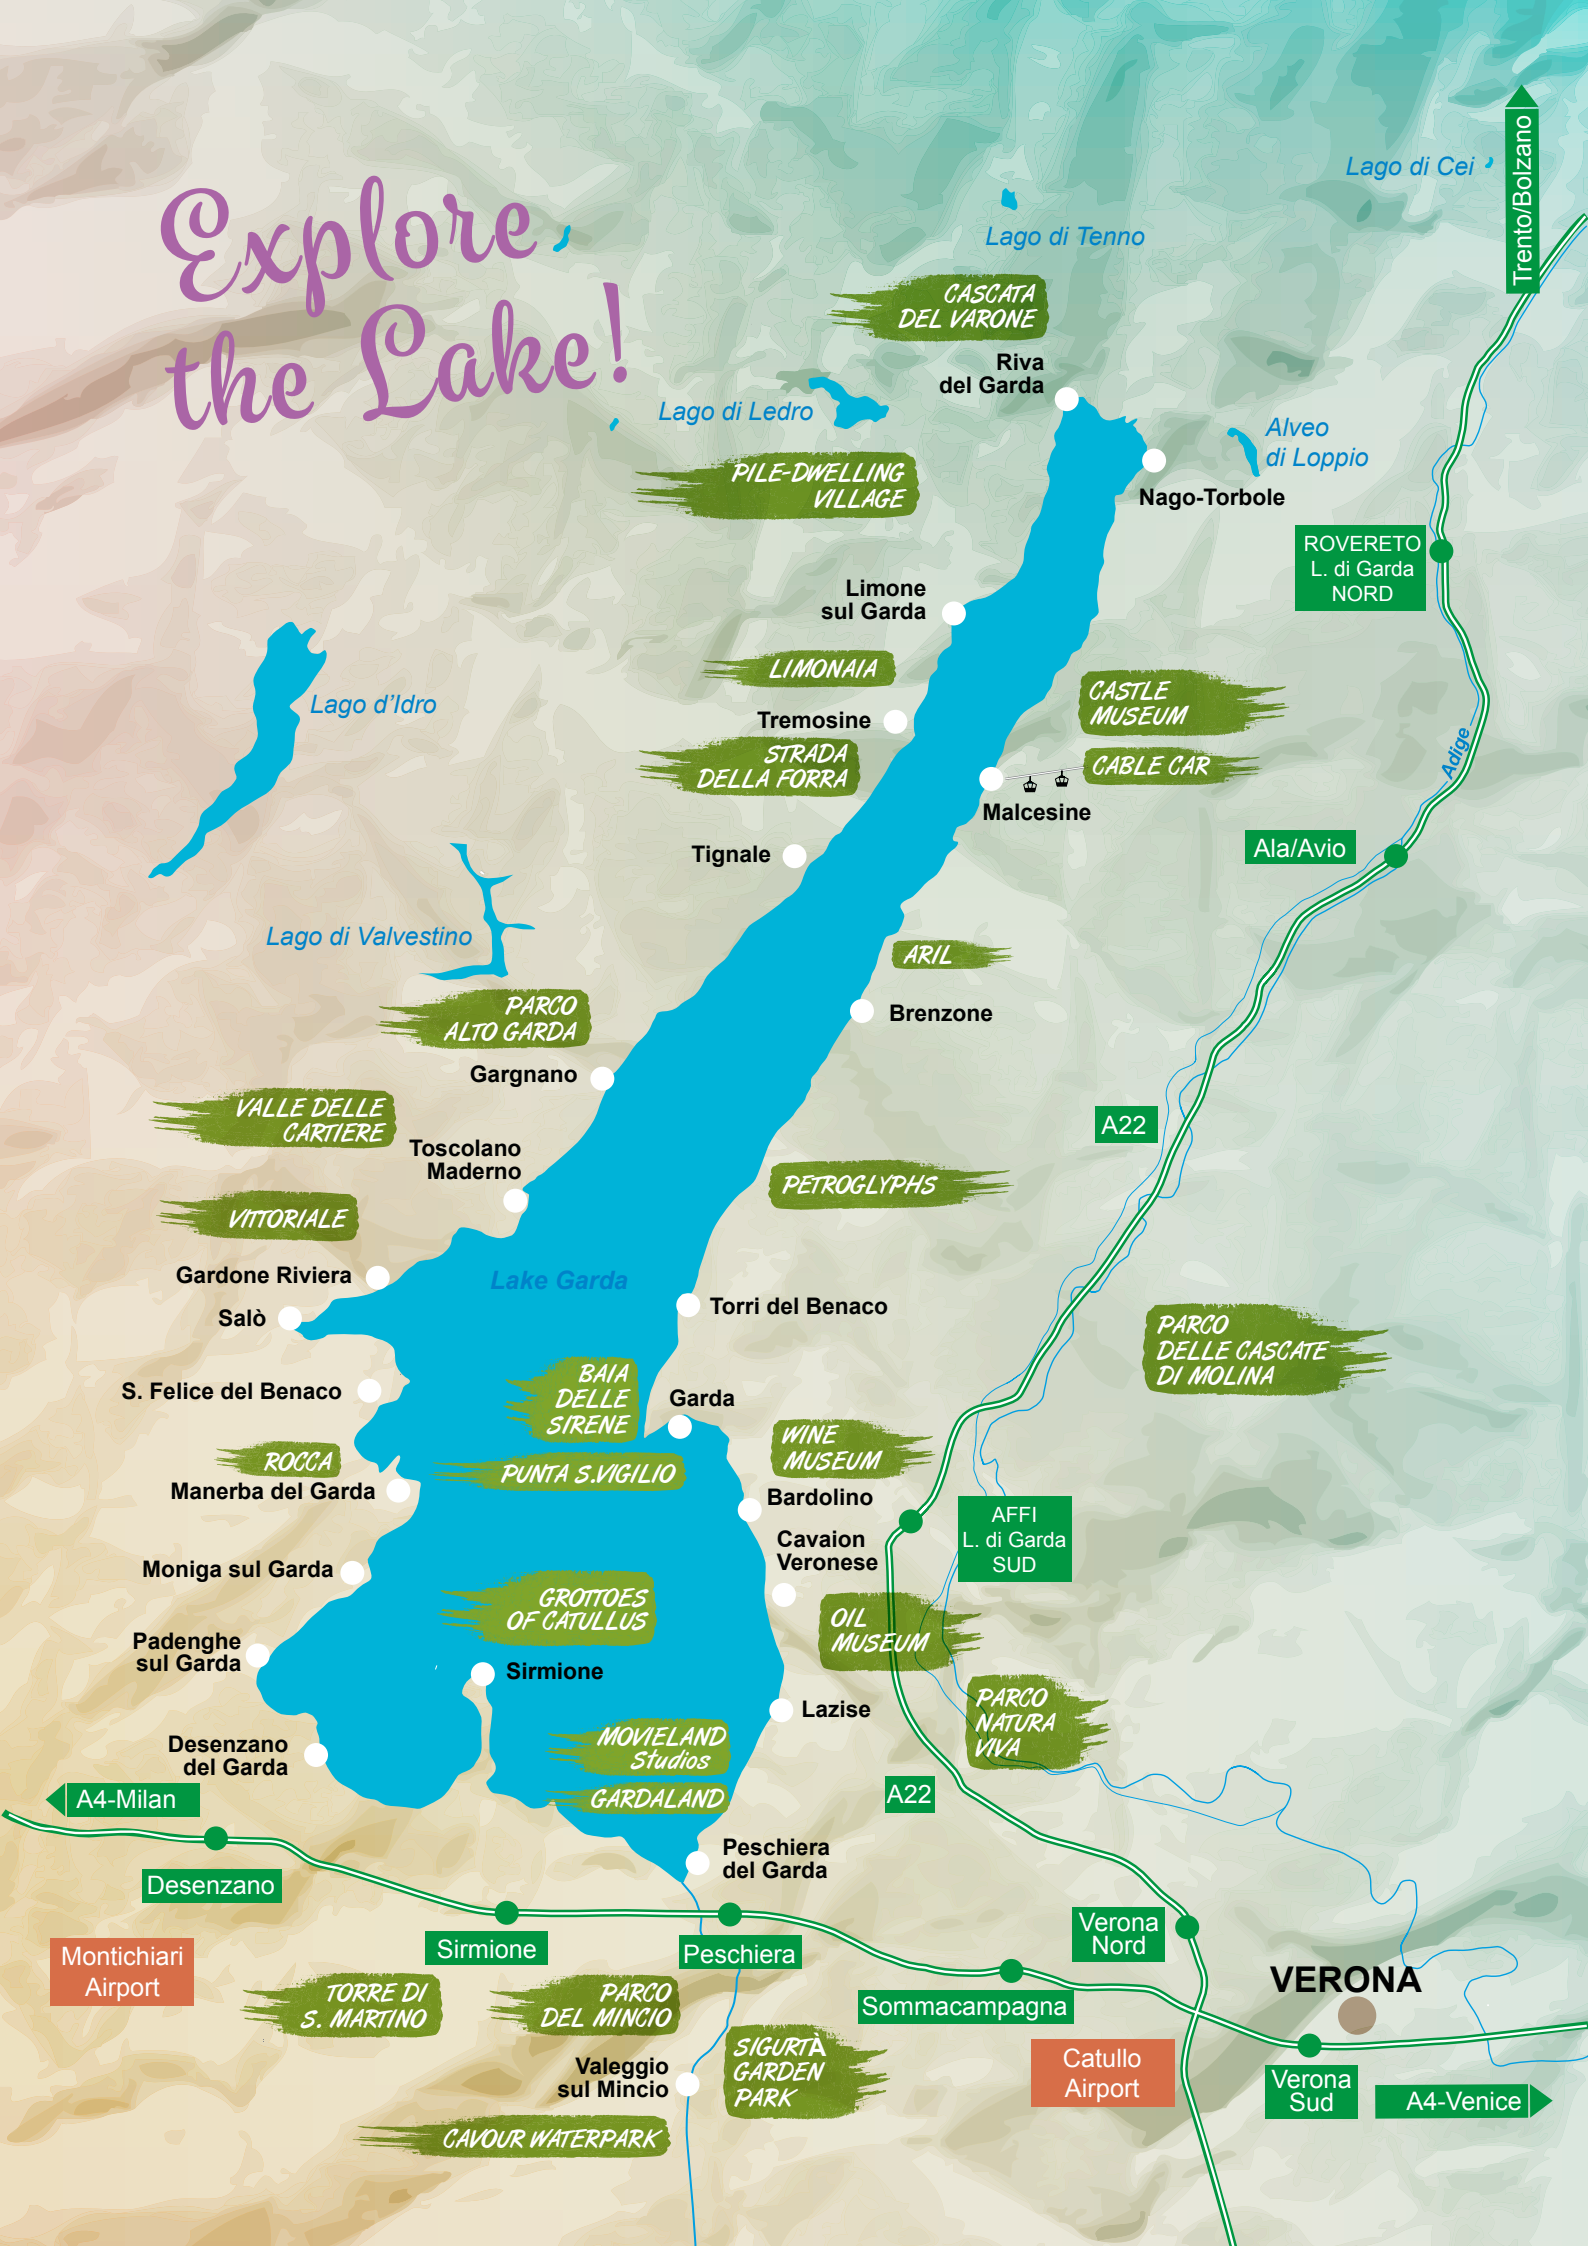 Explore
the Lake!
Trento/Bolzano
Lago di Cei
Lago di Tenno
CASCATA
DEL VARONE
Riva
del Garda
Lago di Ledro
Alveo
di Loppio
PILE-DWELLING
VILLAGE
Nago-Torbole
ROVERETO
L. di Garda
NORD
Limone
sul Garda
LIMONAIA
Lago d'Idro
CASTLE
MUSEUM
Tremosine
STRADA
DELLA FORRA
CABLE CAR
Adige
Malcesine
Tignale
Ala/Avio
Lago di Valvestino
ARIL
PARCO
ALTO GARDA
Brenzone
Gargnano
VALLE DELLE
CARTIERE
A22
Toscolano
Maderno
PETROGLYPHS
VITTORIALE
Gardone Riviera
Lake Garda
Salò
Torri del Benaco
PARCO
DELLE CASCATE
DI MOLINA
S. Felice del Benaco
BAIA
DELLE
SIRENE
Garda
WINE
MUSEUM
ROCCA
PUNTA S.VIGILIO
Manerba del Garda
Bardolino
AFFI
L. di Garda
SUD
Cavaion
Veronese
Moniga sul Garda
GROTTOES
OF CATULLUS
OIL
MUSEUM
Padenghe
sul Garda
Sirmione
PARCO
NATURA
VIVA
Lazise
MOVIELAND
Studios
Desenzano
del Garda
GARDALAND
A4-Milan
A22
Peschiera
del Garda
Desenzano
Verona
Nord
Sirmione
Peschiera
Montichiari
Airport
VERONA
TORRE DI
S. MARTINO
PARCO
DEL MINCIO
Sommacampagna
SIGURTÀ
GARDEN
PARK
Catullo
Airport
Valeggio
sul Mincio
Verona
Sud
A4-Venice
CAVOUR WATERPARK